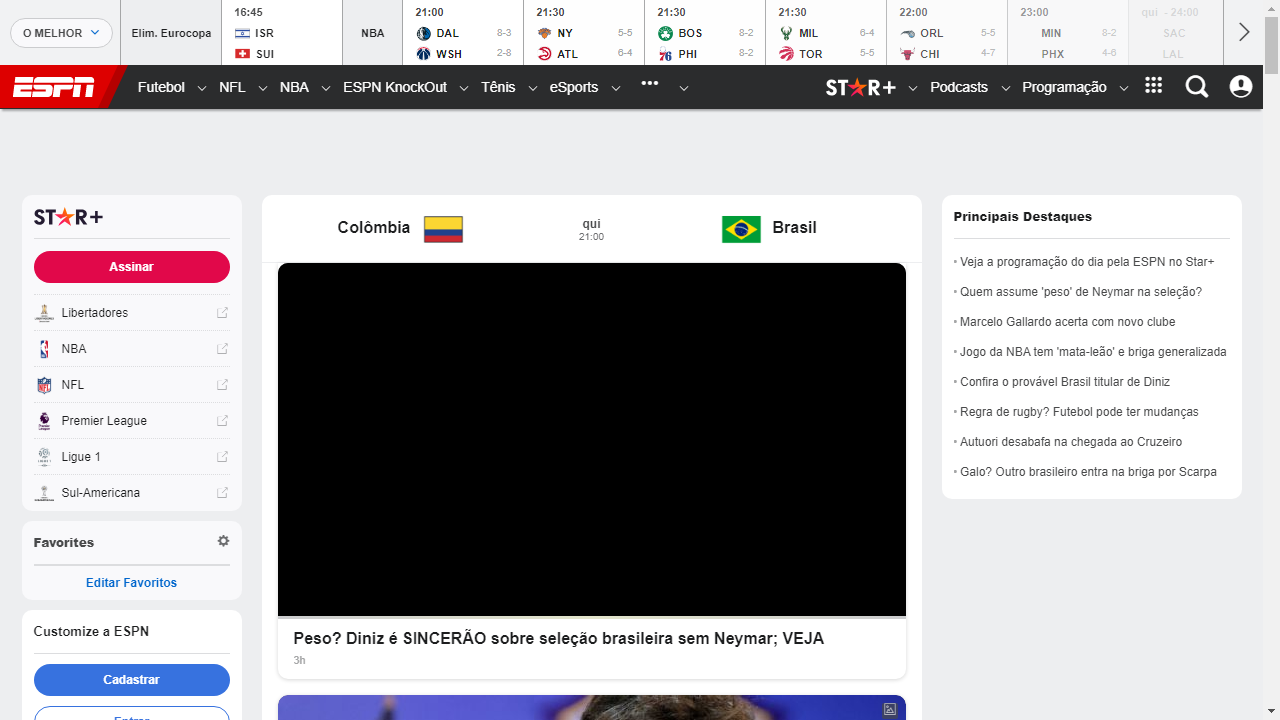 O MELHOR
Elim. Eurocopa
16:45
ISR
SUI
NBA
21:00
DAL 8-3
WSH 2-8
21:30
NY 5-5
ATL 6-4
21:30
BOS 8-2
PHI 8-2
21:30
MIL 6-4
TOR 5-5
22:00
ORL 5-5
CHI 4-7
23:00
MIN 8-2
PHX 4-6
qui - 24:00
SAC
LAL
ESPN
Futebol
NFL
NBA
ESPN KnockOut
Tênis
eSports
•••
STAR+
Podcasts
Programação
STAR+
Assinar
Libertadores
NBA
NFL
Premier League
Ligue 1
Sul-Americana
Favorites
Editar Favoritos
Customize a ESPN
Cadastrar
Entrar
Colômbia
qui
21:00
Brasil
Peso? Diniz é SINCERÃO sobre seleção brasileira sem Neymar; VEJA
3h
Principais Destaques
• Veja a programação do dia pela ESPN no Star+
• Quem assume 'peso' de Neymar na seleção?
• Marcelo Gallardo acerta com novo clube
• Jogo da NBA tem 'mata-leão' e briga generalizada
• Confira o provável Brasil titular de Diniz
• Regra de rugby? Futebol pode ter mudanças
• Autuori desabafa na chegada ao Cruzeiro
• Galo? Outro brasileiro entra na briga por Scarpa